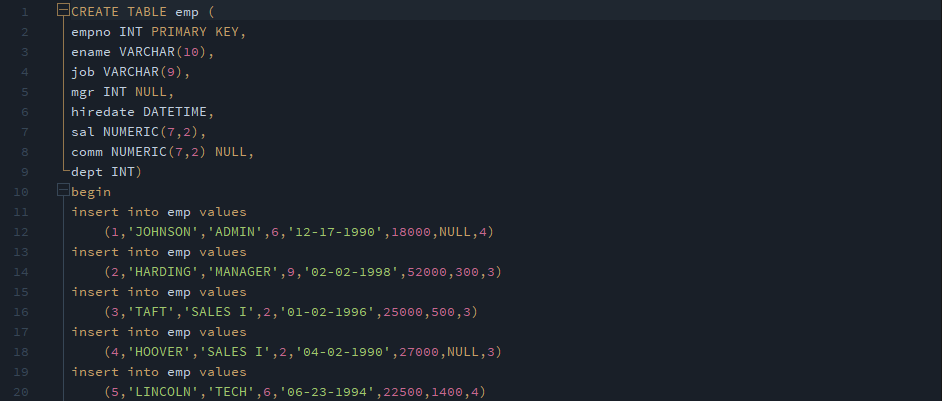 1 CREATE TABLE emp (
2 empno INT PRIMARY KEY,
3 ename VARCHAR(10),
4 job VARCHAR(9),
5 mgr INT NULL,
6 hiredate DATETIME,
7 sal NUMERIC(7,2),
8 comm NUMERIC(7,2) NULL,
9 dept INT)
10 begin
11 insert into emp values
12     (1,'JOHNSON','ADMIN',6,'12-17-1990',18000,NULL,4)
13 insert into emp values
14     (2,'HARDING','MANAGER',9,'02-02-1998',52000,300,3)
15 insert into emp values
16     (3,'TAFT','SALES I',2,'01-02-1996',25000,500,3)
17 insert into emp values
18     (4,'HOOVER','SALES I',2,'04-02-1990',27000,NULL,3)
19 insert into emp values
20     (5,'LINCOLN','TECH',6,'06-23-1994',22500,1400,4)